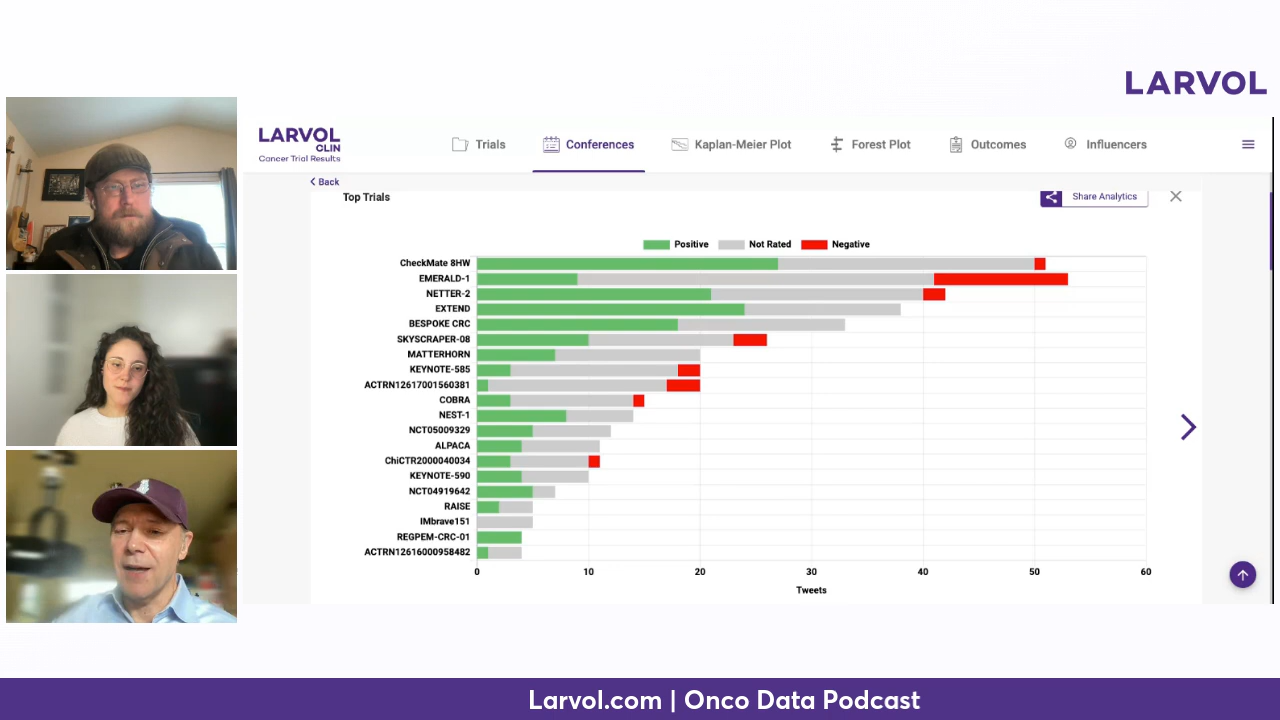 LARVOL
LARVOL
CLIN
Cancer Trial Results
Trials
Conferences
Kaplan-Meier Plot
Forest Plot
Outcomes
Influencers
Back
Top Trials
Share Analytics
Positive
Not Rated
Negative
CheckMate 8HW
EMERALD-1
NETTER-2
EXTEND
BESPOKE CRC
SKYSCRAPER-08
MATTERHORN
KEYNOTE-585
ACTRN12617001560381
COBRA
NEST-1
NCT05009329
ALPACA
ChiCTR2000040034
KEYNOTE-590
NCT04919642
RAISE
IMbrave151
REGPEM-CRC-01
ACTRN12616000958482
0 10 20 30 40 50 60
Tweets
Larvol.com | Onco Data Podcast